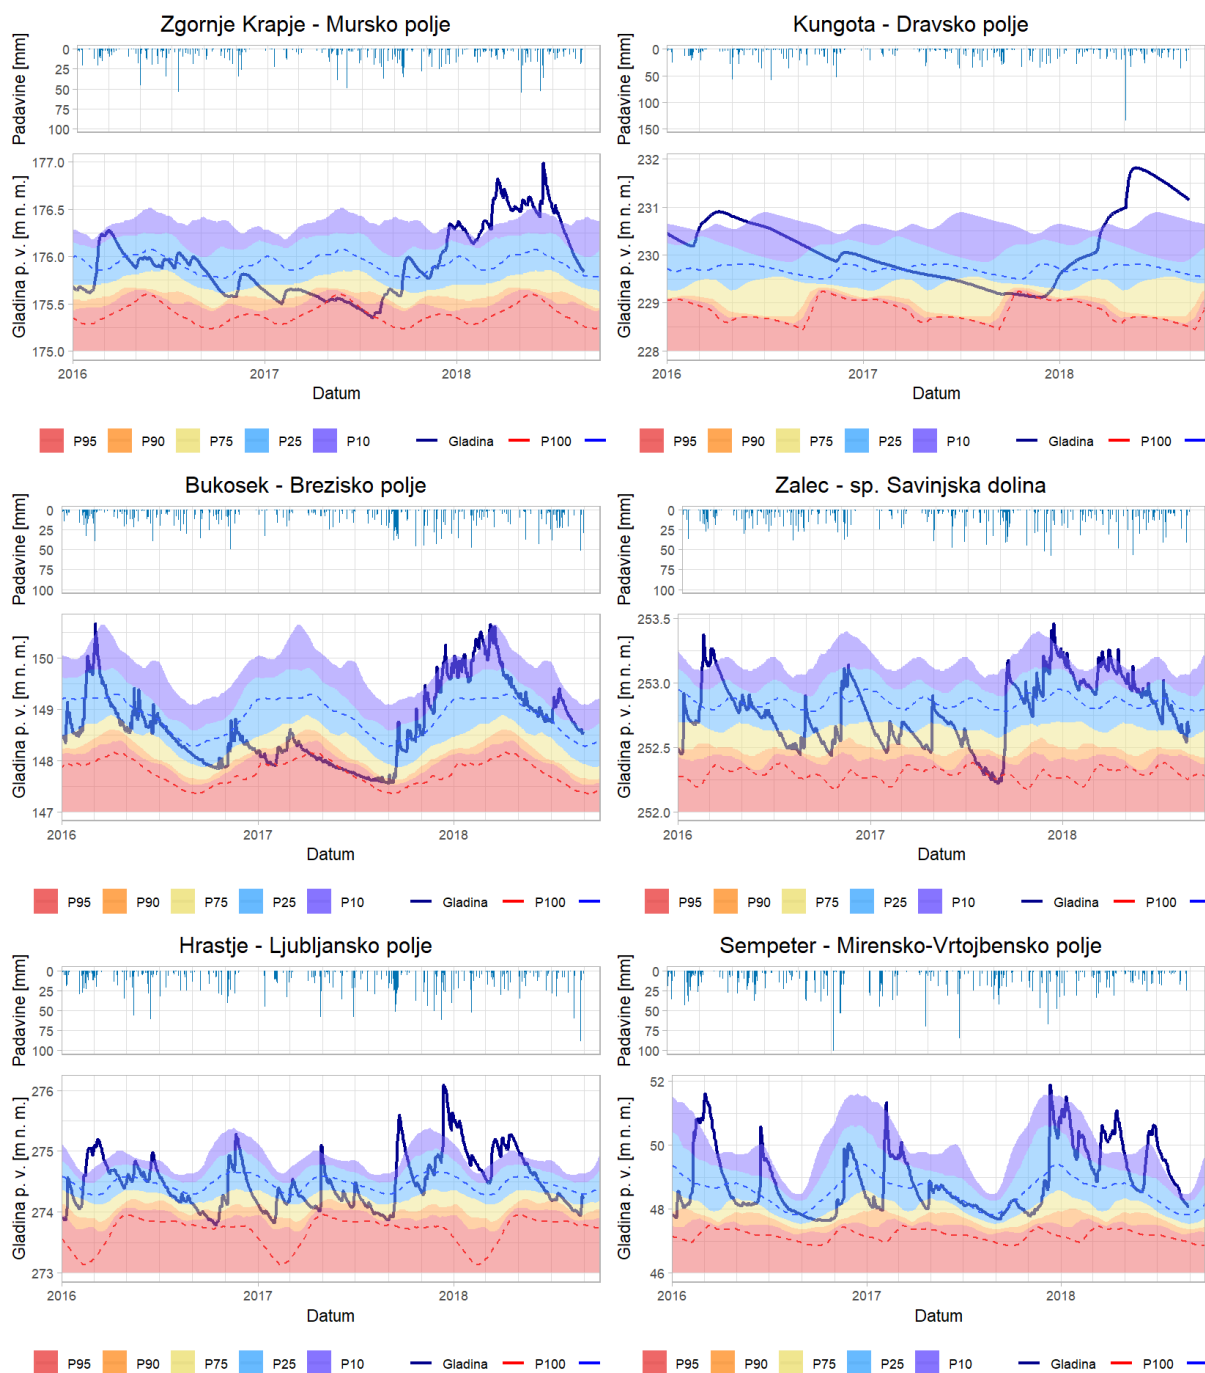 Zgornje Krapje - Mursko polje
Padavine [mm]
0
25
50
75
100
Gladina p. v. [m n. m.]
177.0
176.5
176.0
175.5
175.0
2016 2017 2018
Datum
P95 P90 P75 P25 P10 Gladina P100
Kungota - Dravsko polje
Padavine [mm]
0
50
100
150
Gladina p. v. [m n. m.]
232
231
230
229
228
2016 2017 2018
Datum
P95 P90 P75 P25 P10 Gladina P100
Bukosek - Brezisko polje
Padavine [mm]
0
25
50
75
100
Gladina p. v. [m n. m.]
150
149
148
147
2016 2017 2018
Datum
P95 P90 P75 P25 P10 Gladina P100
Zalec - sp. Savinjska dolina
Padavine [mm]
0
25
50
75
100
Gladina p. v. [m n. m.]
253.5
253.0
252.5
252.0
2016 2017 2018
Datum
P95 P90 P75 P25 P10 Gladina P100
Hrastje - Ljubljansko polje
Padavine [mm]
0
25
50
75
100
Gladina p. v. [m n. m.]
276
275
274
273
2016 2017 2018
Datum
P95 P90 P75 P25 P10 Gladina P100
Sempeter - Mirensko-Vrtojbensko polje
Padavine [mm]
0
25
50
75
100
Gladina p. v. [m n. m.]
52
50
48
46
2016 2017 2018
Datum
P95 P90 P75 P25 P10 Gladina P100